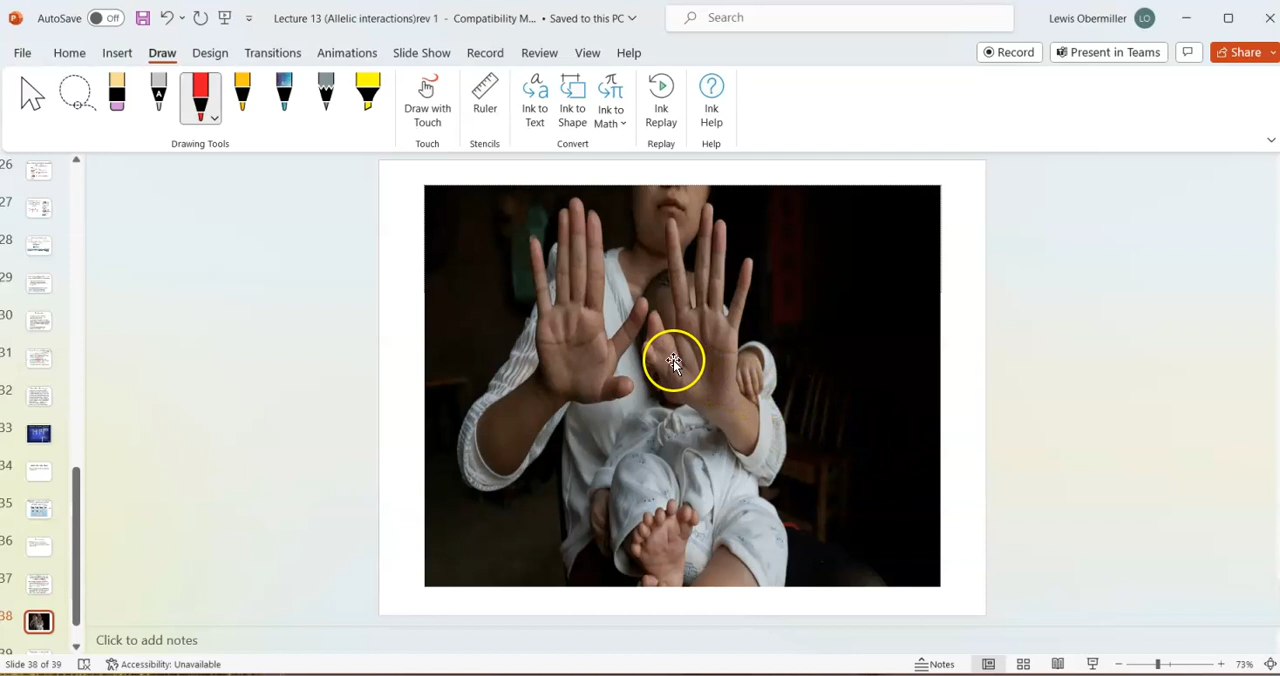 AutoSave Off Lecture 13 (Allelic interactions)rev 1 - Compatibility M... • Saved to this PC Search Lewis Obermiller LO
File Home Insert Draw Design Transitions Animations Slide Show Record Review View Help Record Present in Teams Share
Draw with Touch
Ruler
Ink to Text
Ink to Shape
Ink to Math
Ink Replay
Ink Help
Drawing Tools Touch Stencils Convert Replay Help
26
27
28
29
30
31
32
33
34
35
36
37
38
39
Click to add notes
Slide 38 of 39 Accessibility: Unavailable Notes 73%